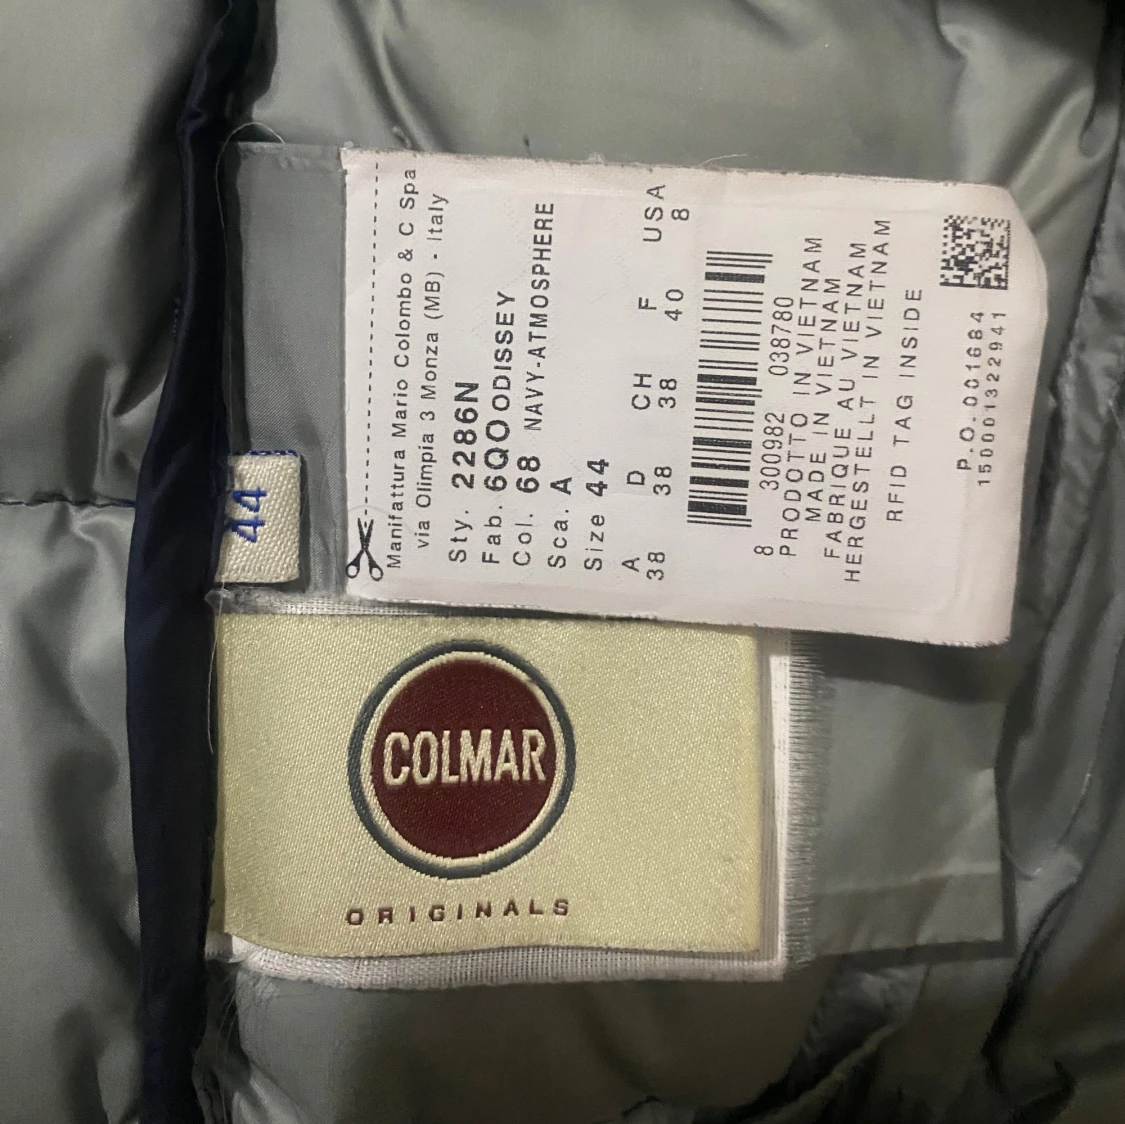 Manifattura Mario Colombo & C Spa
via Olimpia 3 Monza (MB) - Italy
Sty. 2286N
Fab. 6QO ODISSEY
Col. 68 NAVY-ATMOSPHERE
Sca. A
Size 44
A D CH F USA
38 38 38 40 8
8 300982 038780
PRODOTTO IN VIETNAM
MADE IN VIETNAM
FABRIQUE AU VIETNAM
HERGESTELLT IN VIETNAM
RFID TAG INSIDE
P.O. 001684
150001322941
44
COLMAR
ORIGINALS